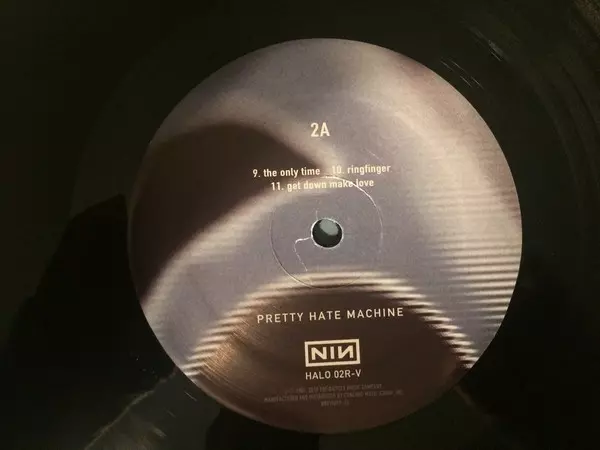 2A
9. the only time 10. ringfinger
11. get down make love
PRETTY HATE MACHINE
NIN
HALO 02R-V